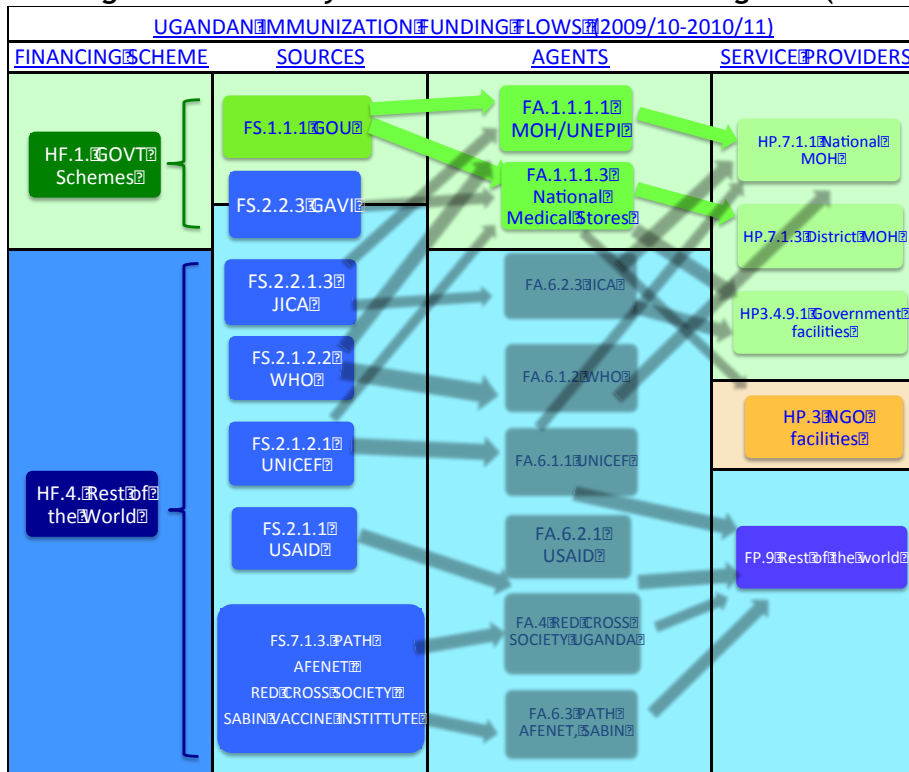 UGANDAN IMMUNIZATION FUNDING FLOWS (2009/10-2010/11)
FINANCING SCHEME
SOURCES
AGENTS
SERVICE PROVIDERS
HF.1. GOVT
Schemes
HF.4. Rest of
the World
FS.1.1.1 GOU
FS.2.2.3 GAVI
FS.2.2.1.3
JICA
FS.2.1.2.2
WHO
FS.2.1.2.1
UNICEF
FS.2.1.1
USAID
FS.7.1.3. PATH
AFENET
RED CROSS SOCIETY
SABIN VACCINE INSTITTUTE
FA.1.1.1.1
MOH/UNEPI
FA.1.1.1.3
National
Medical Stores
FA.6.2.3 JICA
FA.6.1.2 WHO
FA.6.1.1 UNICEF
FA.6.2.1
USAID
FA.4 RED CROSS
SOCIETY UGANDA
FA.6.3 PATH
AFENET, SABIN
HP.7.1.1 National
MOH
HP.7.1.3 District MOH
HP3.4.9.1 Government
facilities
HP.3 NGO
facilities
FP.9 Rest of the world